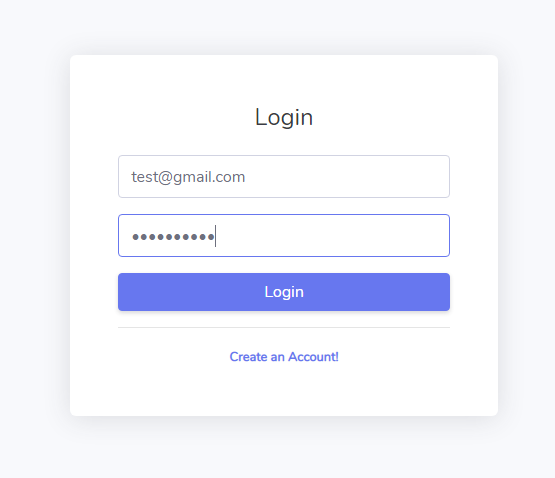 Login
test@gmail.com
••••••••••
Login
Create an Account!